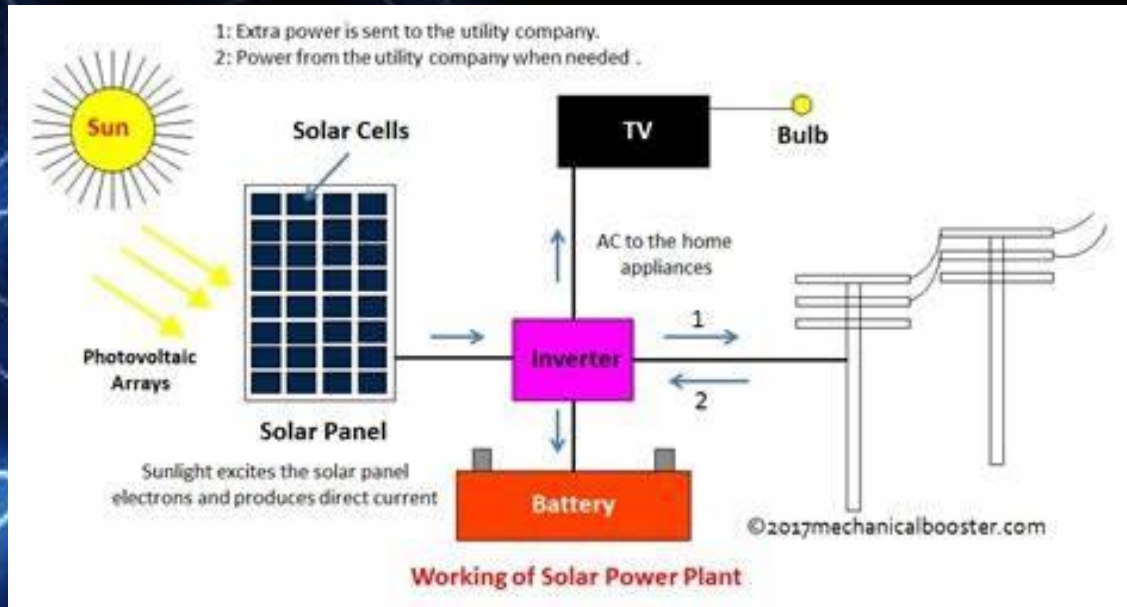 1: Extra power is sent to the utility company.
2: Power from the utility company when needed .
Sun
Solar Cells
TV
Bulb
AC to the home
appliances
1
Inverter
2
Photovoltaic
Arrays
Solar Panel
Sunlight excites the solar panel
electrons and produces direct current
Battery
©2017mechanicalbooster.com
Working of Solar Power Plant